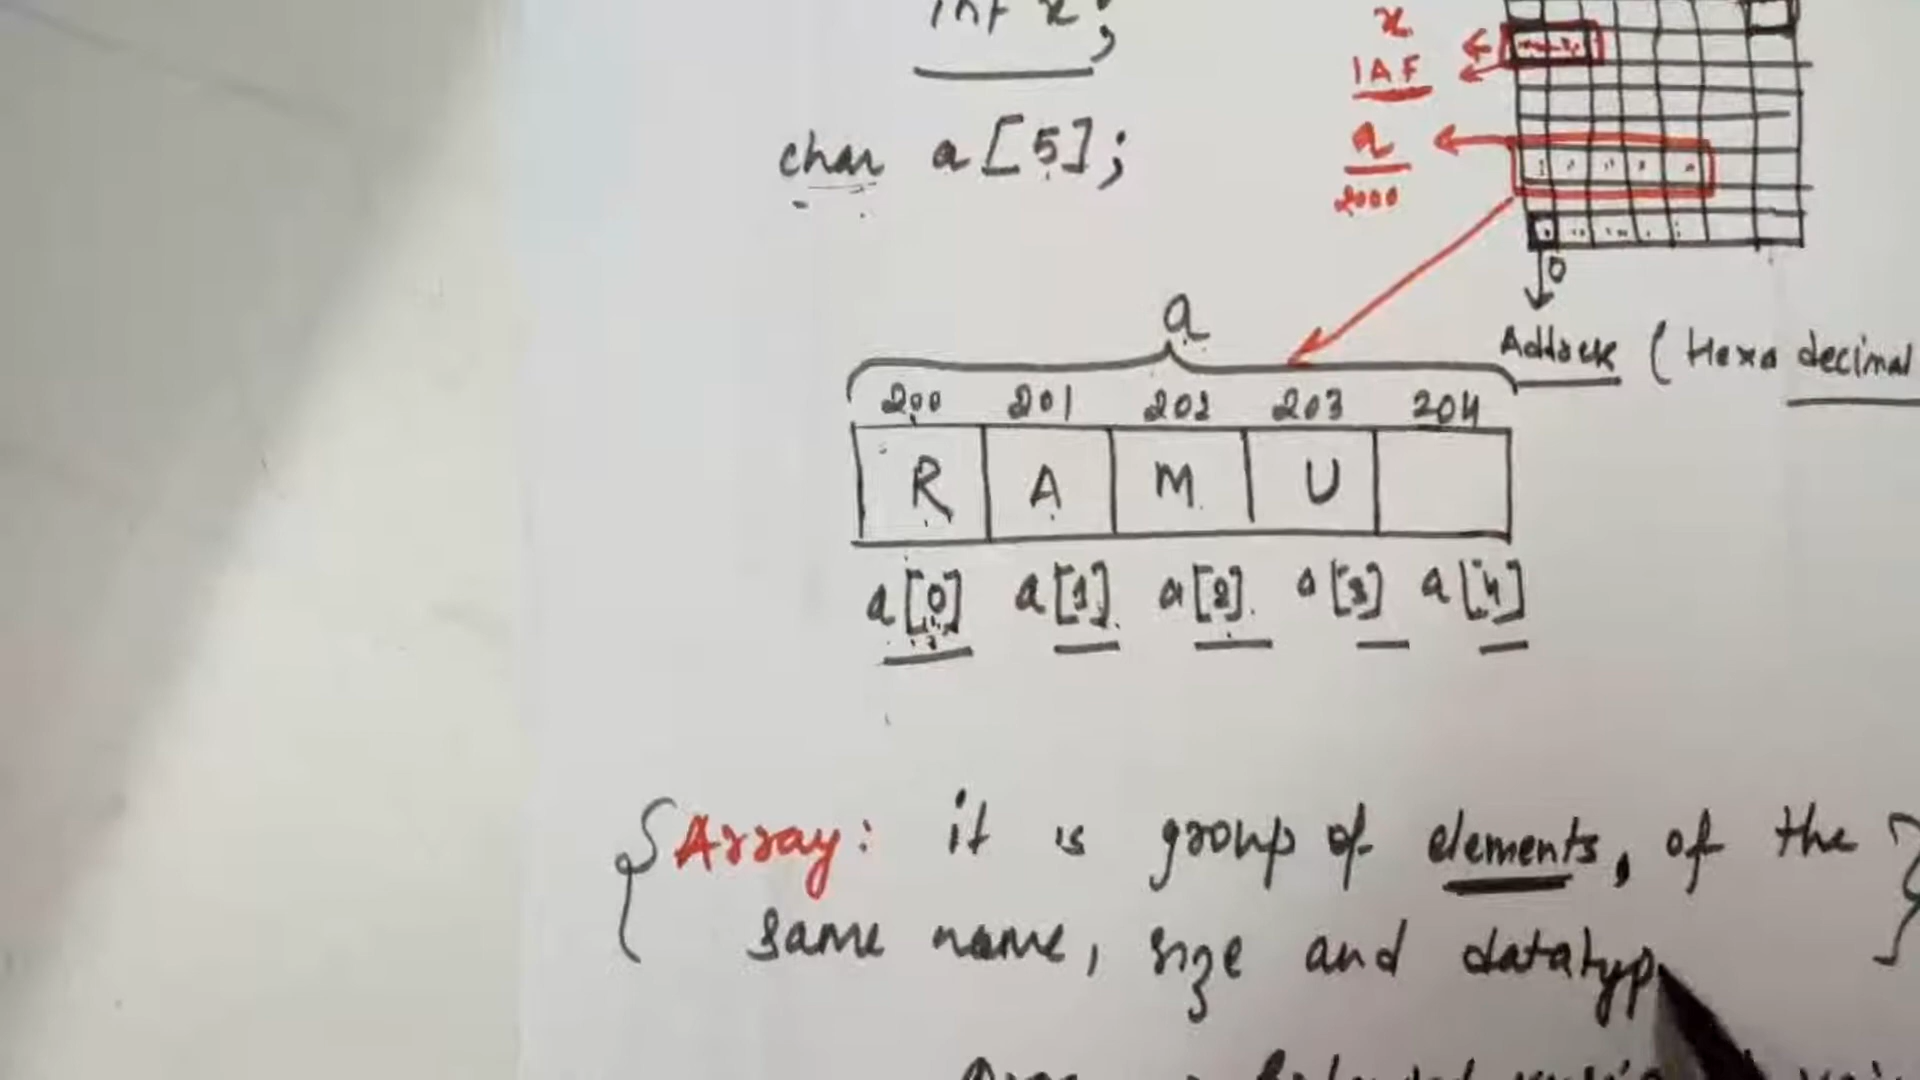 int x;
x
1AF
char a[5];
a
2000
0
a
Address (Hexa decimal
200 201 202 203 204
R A M U
a[0] a[1] a[2] a[3] a[4]
{ Array: it is group of elements, of the }
same name, size and datatyp